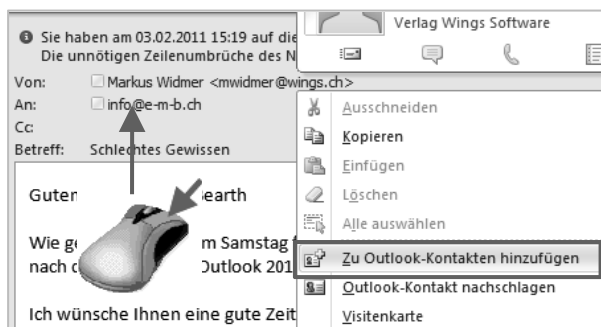 Sie haben am 03.02.2011 15:19 auf die
Die unnötigen Zeilenumbrüche des N
Von: Markus Widmer <mwidmer@wings.ch>
An: info@e-m-b.ch
Cc:
Betreff: Schlechtes Gewissen
Guten earth
Wie ge m Samstag
nach d Outlook 201
Ich wünsche Ihnen eine gute Zeit
Verlag Wings Software
Ausschneiden
Kopieren
Einfügen
Löschen
Alle auswählen
Zu Outlook-Kontakten hinzufügen
Outlook-Kontakt nachschlagen
Visitenkarte